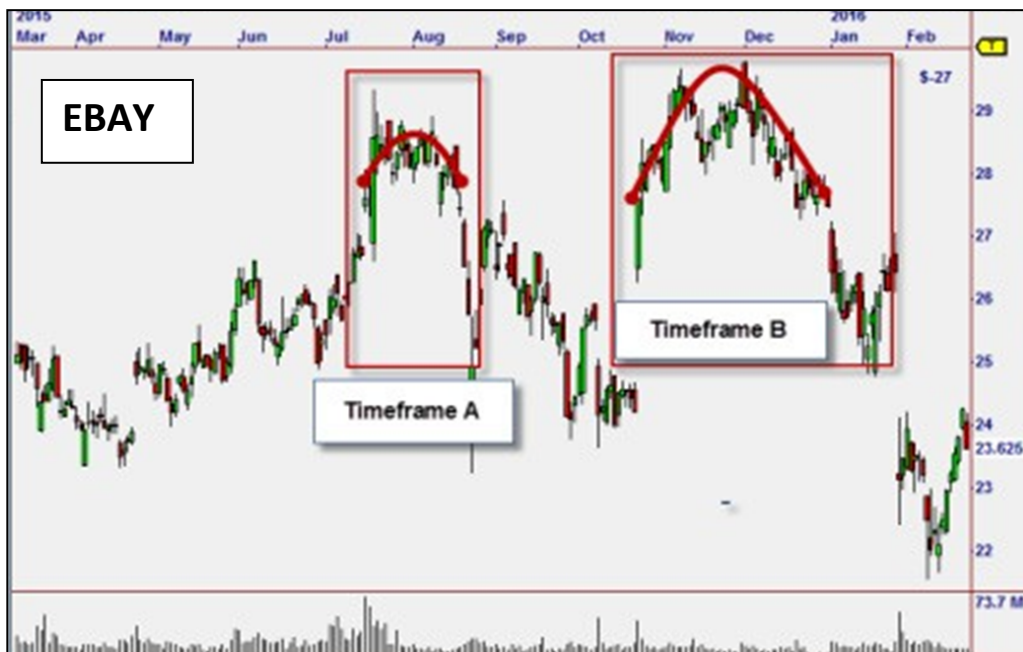 2015 2016
Mar Apr May Jun Jul Aug Sep Oct Nov Dec Jan Feb
T
EBAY
$-27
29
28
27
26
Timeframe B
25
Timeframe A
24
23.625
23
22
73.7 M